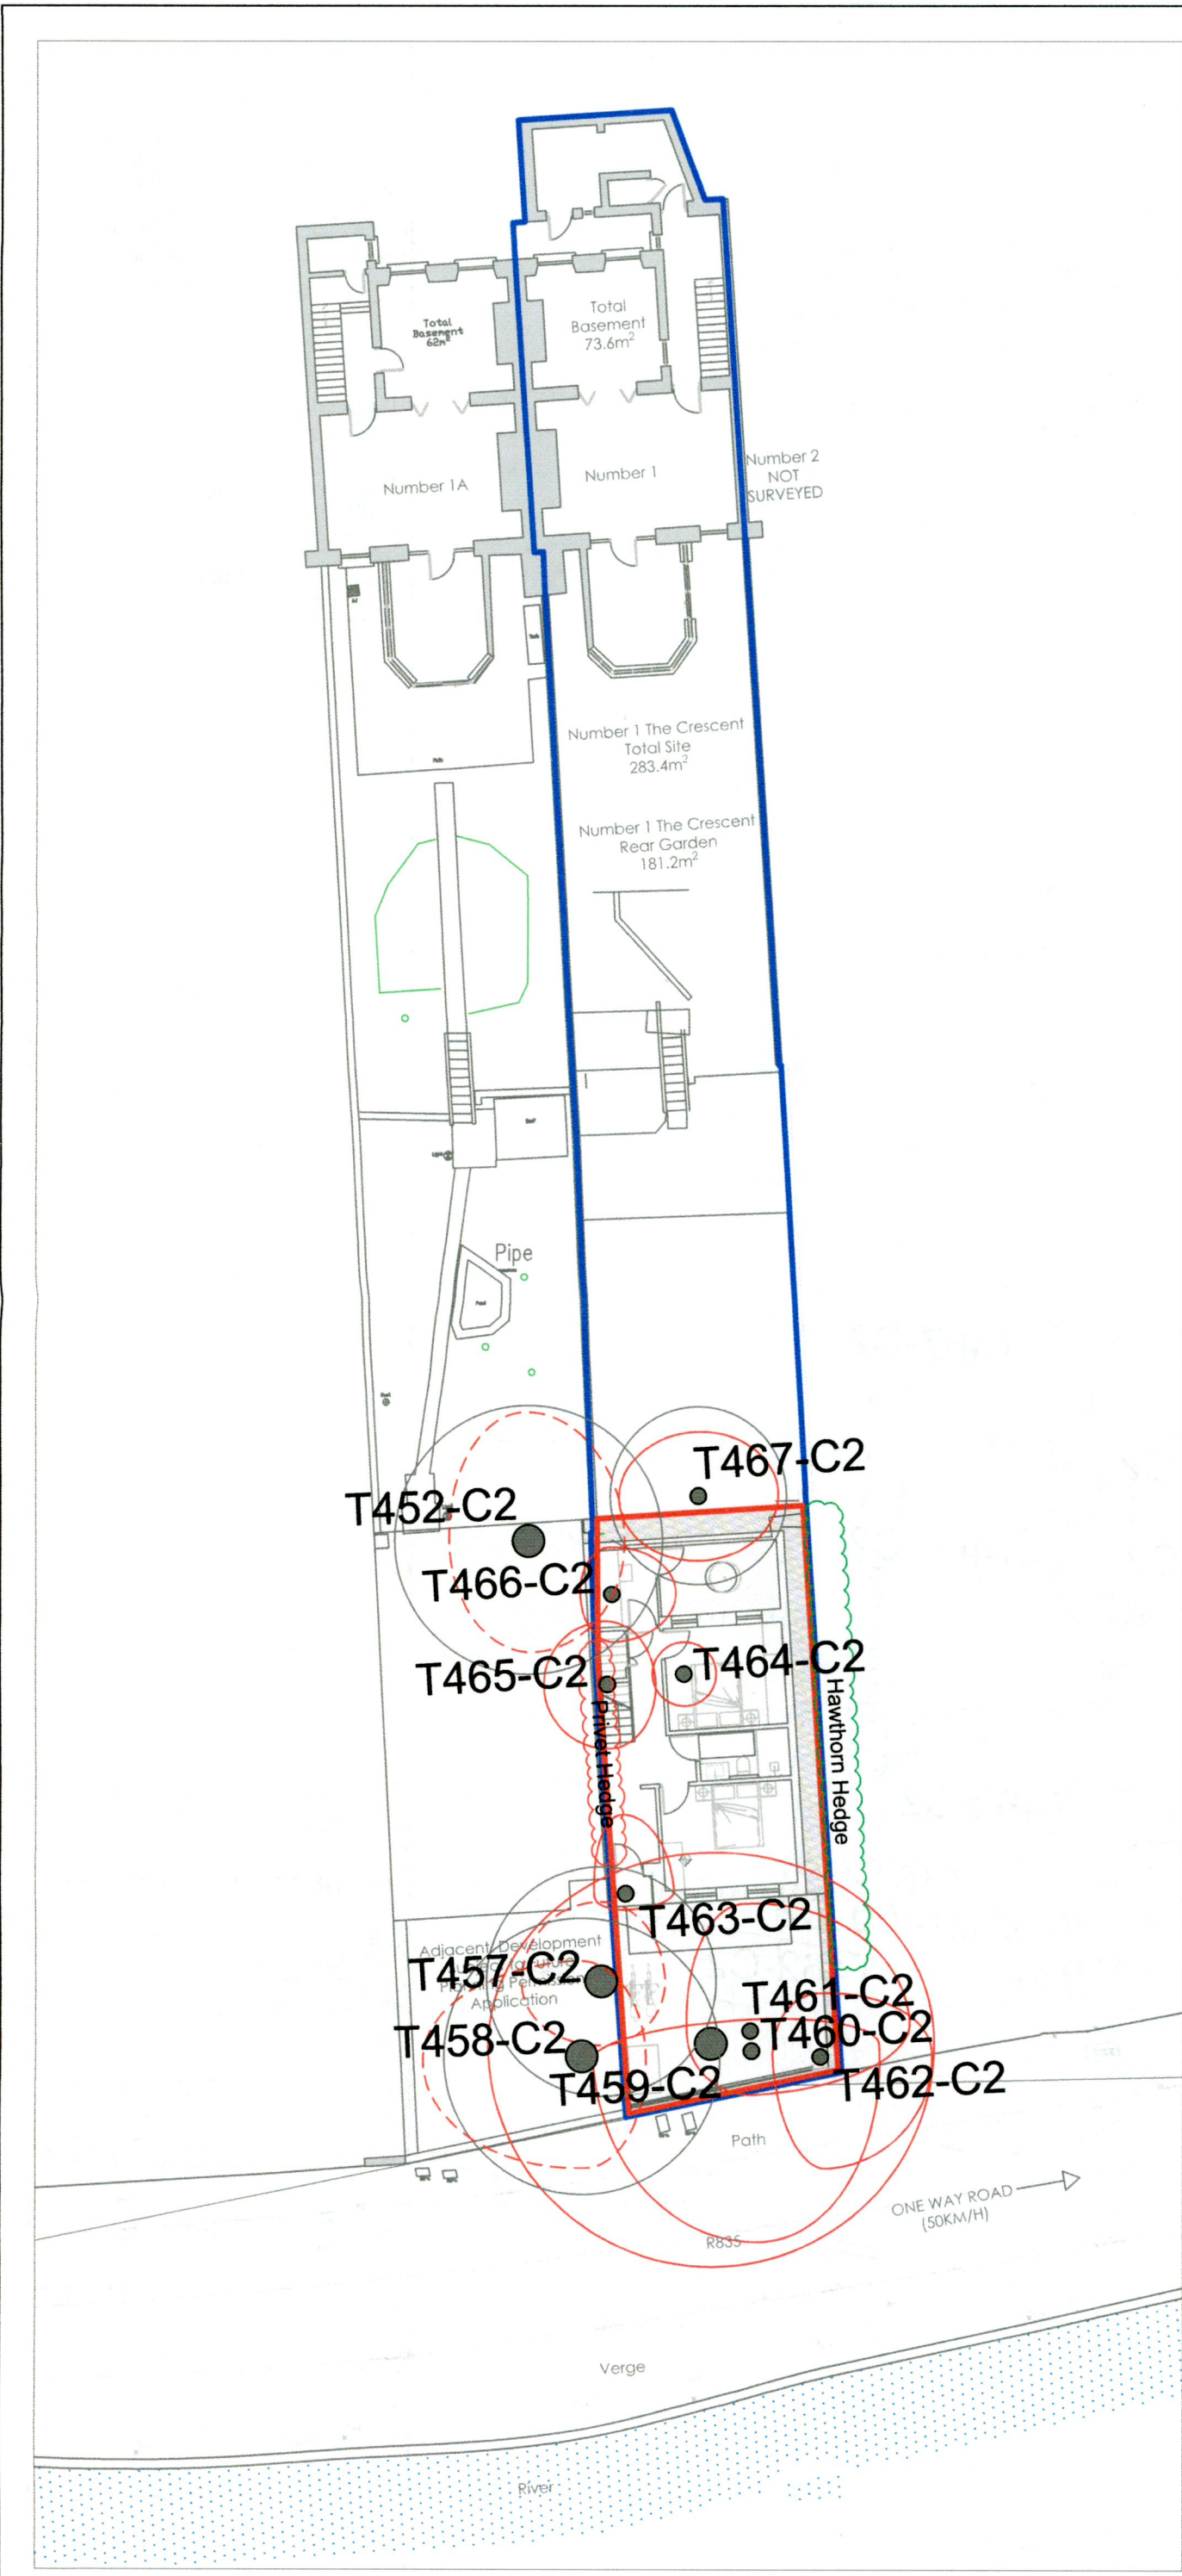 Total
Basement
62m²
Total
Basement
73.6m²
Number 1A
Number 1
Number 2
NOT
SURVEYED
Number 1 The Crescent
Total Site
283.4m²
Number 1 The Crescent
Rear Garden
181.2m²
Pipe
T467-C2
T452-C2
T466-C2
T465-C2
T464-C2
Privet Hedge
Hawthorn Hedge
T463-C2
Adjacent Development
Planning Permission
Application
T457-C2
T461-C2
T458-C2
T460-C2
T459-C2
T462-C2
Path
ONE WAY ROAD
(50KM/H)
R835
Verge
River